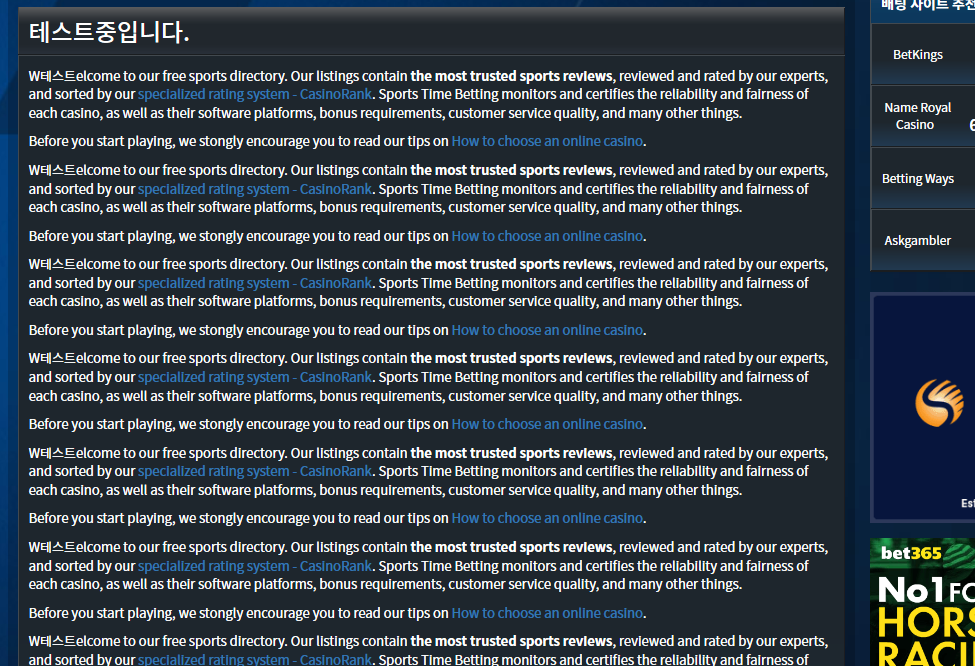 테스트중입니다.
W테스트elcome to our free sports directory. Our listings contain the most trusted sports reviews, reviewed and rated by our experts,
and sorted by our specialized rating system - CasinoRank. Sports Time Betting monitors and certifies the reliability and fairness of
each casino, as well as their software platforms, bonus requirements, customer service quality, and many other things.
Before you start playing, we stongly encourage you to read our tips on How to choose an online casino.
W테스트elcome to our free sports directory. Our listings contain the most trusted sports reviews, reviewed and rated by our experts,
and sorted by our specialized rating system - CasinoRank. Sports Time Betting monitors and certifies the reliability and fairness of
each casino, as well as their software platforms, bonus requirements, customer service quality, and many other things.
Before you start playing, we stongly encourage you to read our tips on How to choose an online casino.
W테스트elcome to our free sports directory. Our listings contain the most trusted sports reviews, reviewed and rated by our experts,
and sorted by our specialized rating system - CasinoRank. Sports Time Betting monitors and certifies the reliability and fairness of
each casino, as well as their software platforms, bonus requirements, customer service quality, and many other things.
Before you start playing, we stongly encourage you to read our tips on How to choose an online casino.
W테스트elcome to our free sports directory. Our listings contain the most trusted sports reviews, reviewed and rated by our experts,
and sorted by our specialized rating system - CasinoRank. Sports Time Betting monitors and certifies the reliability and fairness of
each casino, as well as their software platforms, bonus requirements, customer service quality, and many other things.
Before you start playing, we stongly encourage you to read our tips on How to choose an online casino.
W테스트elcome to our free sports directory. Our listings contain the most trusted sports reviews, reviewed and rated by our experts,
and sorted by our specialized rating system - CasinoRank. Sports Time Betting monitors and certifies the reliability and fairness of
each casino, as well as their software platforms, bonus requirements, customer service quality, and many other things.
Before you start playing, we stongly encourage you to read our tips on How to choose an online casino.
W테스트elcome to our free sports directory. Our listings contain the most trusted sports reviews, reviewed and rated by our experts,
and sorted by our specialized rating system - CasinoRank. Sports Time Betting monitors and certifies the reliability and fairness of
each casino, as well as their software platforms, bonus requirements, customer service quality, and many other things.
Before you start playing, we stongly encourage you to read our tips on How to choose an online casino.
W테스트elcome to our free sports directory. Our listings contain the most trusted sports reviews, reviewed and rated by our experts,
and sorted by our specialized rating system - CasinoRank. Sports Time Betting monitors and certifies the reliability and fairness of
배팅 사이트
BetKings
Name Royal
Casino
Betting Ways
Askgambler
bet365
No1